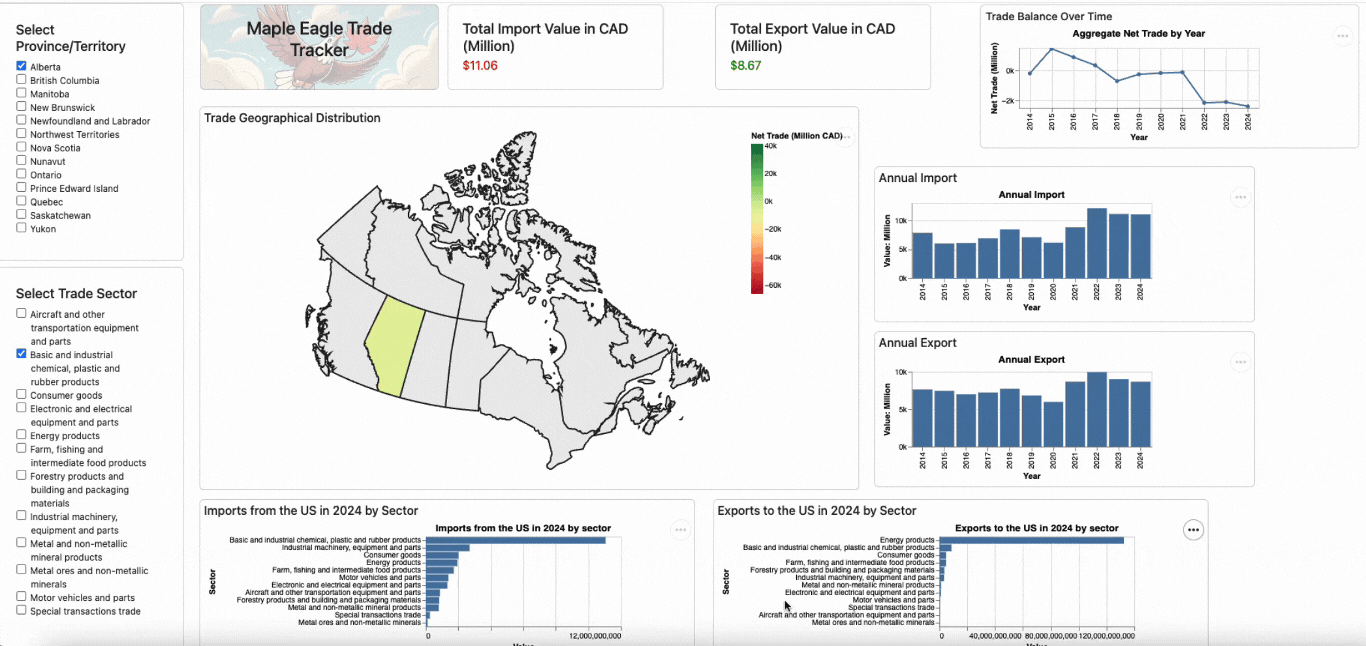 Select
Province/Territory
Alberta
British Columbia
Manitoba
New Brunswick
Newfoundland and Labrador
Northwest Territories
Nova Scotia
Nunavut
Ontario
Prince Edward Island
Quebec
Saskatchewan
Yukon
Select Trade Sector
Aircraft and other
transportation equipment
and parts
Basic and industrial
chemical, plastic and
rubber products
Consumer goods
Electronic and electrical
equipment and parts
Energy products
Farm, fishing and
intermediate food products
Forestry products and
building and packaging
materials
Industrial machinery,
equipment and parts
Metal and non-metallic
mineral products
Metal ores and non-metallic
minerals
Motor vehicles and parts
Special transactions trade
Maple Eagle Trade
Tracker
Total Import Value in CAD
(Million)
$11.06
Total Export Value in CAD
(Million)
$8.67
Trade Balance Over Time
Aggregate Net Trade by Year
Net Trade (Million)
0k
−2k
2014 2015 2016 2017 2018 2019 2020 2021 2022 2023 2024
Year
Trade Geographical Distribution
Net Trade (Million CAD)
40k
20k
0k
−20k
−40k
−60k
Annual Import
Annual Import
Value: Million
10k
5k
0k
2014 2015 2016 2017 2018 2019 2020 2021 2022 2023 2024
Year
Annual Export
Annual Export
Value: Million
10k
5k
0k
2014 2015 2016 2017 2018 2019 2020 2021 2022 2023 2024
Year
Imports from the US in 2024 by Sector
Imports from the US in 2024 by sector
Sector
Basic and industrial chemical, plastic and rubber products
Industrial machinery, equipment and parts
Consumer goods
Energy products
Farm, fishing and intermediate food products
Motor vehicles and parts
Electronic and electrical equipment and parts
Aircraft and other transportation equipment and parts
Forestry products and building and packaging materials
Metal and non-metallic mineral products
Special transactions trade
Metal ores and non-metallic minerals
0 12,000,000,000
Value
Exports to the US in 2024 by Sector
Exports to the US in 2024 by sector
Sector
Energy products
Basic and industrial chemical, plastic and rubber products
Consumer goods
Farm, fishing and intermediate food products
Forestry products and building and packaging materials
Industrial machinery, equipment and parts
Metal and non-metallic mineral products
Electronic and electrical equipment and parts
Motor vehicles and parts
Special transactions trade
Aircraft and other transportation equipment and parts
Metal ores and non-metallic minerals
0 40,000,000,000 80,000,000,000 120,000,000,000
Value